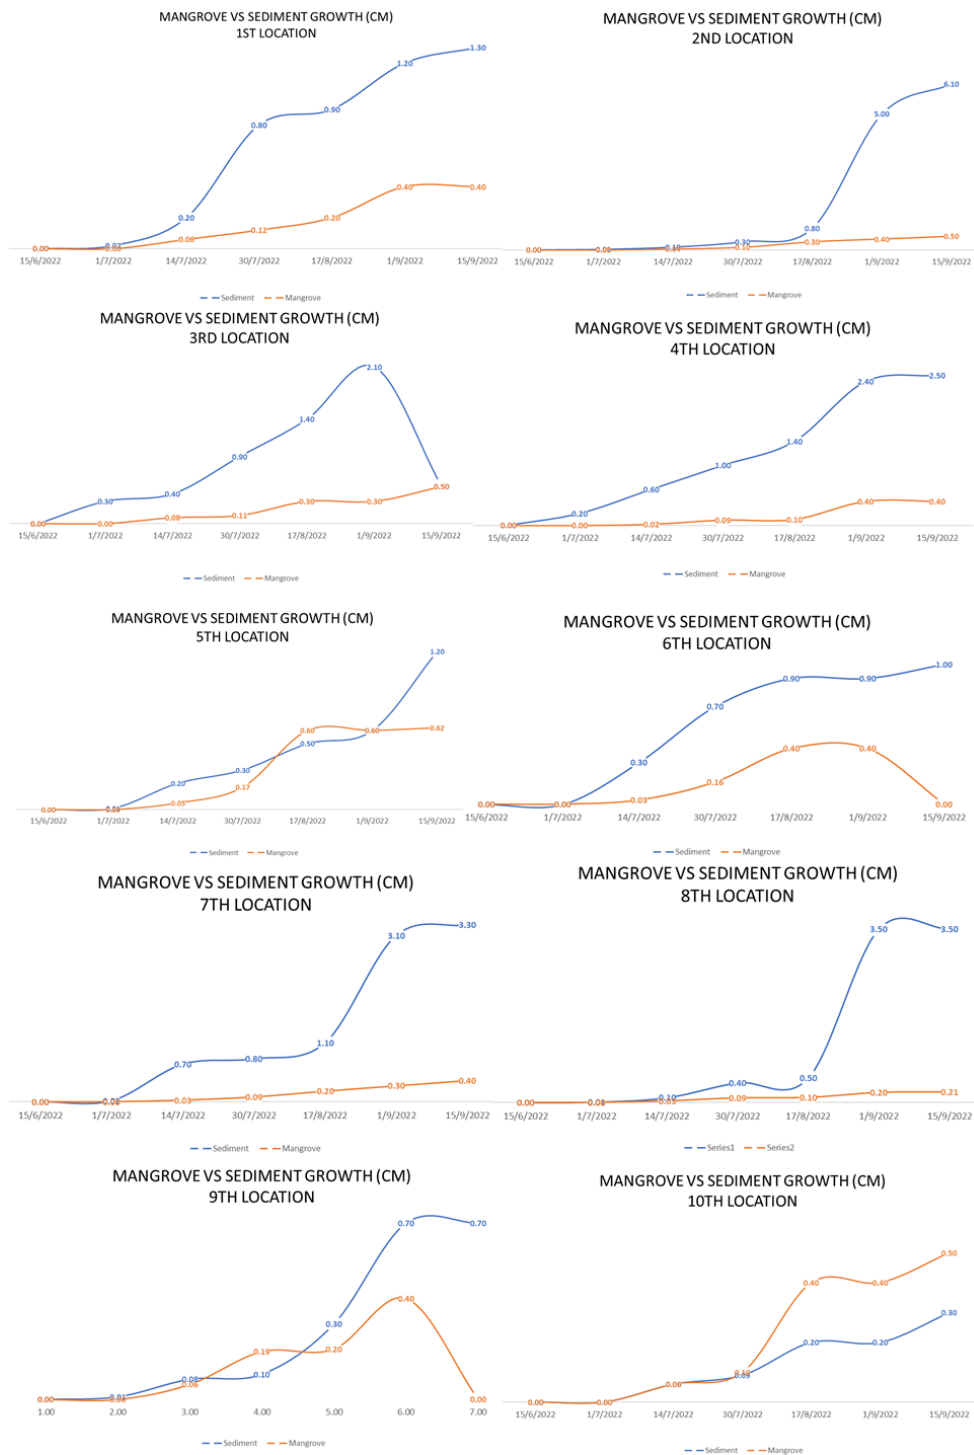 MANGROVE VS SEDIMENT GROWTH (CM)
1ST LOCATION
1.30
1.20
0.90
0.80
0.40 0.40
0.20 0.20
0.12
0.06
0.00
15/6/2022 1/7/2022 14/7/2022 30/7/2022 17/8/2022 1/9/2022 15/9/2022
Sediment Mangrove
MANGROVE VS SEDIMENT GROWTH (CM)
2ND LOCATION
6.10
5.00
0.80
0.00 0.10 0.30 0.10 0.30 0.40 0.50
15/6/2022 1/7/2022 14/7/2022 30/7/2022 17/8/2022 1/9/2022 15/9/2022
Sediment Mangrove
MANGROVE VS SEDIMENT GROWTH (CM)
3RD LOCATION
2.10
1.40
0.90
0.30 0.40 0.50
0.00 0.00 0.08 0.11 0.30 0.30
15/6/2022 1/7/2022 14/7/2022 30/7/2022 17/8/2022 1/9/2022 15/9/2022
Sediment Mangrove
MANGROVE VS SEDIMENT GROWTH (CM)
4TH LOCATION
2.40 2.50
1.40
1.00
0.60
0.20
0.00 0.00 0.02 0.09 0.10 0.40 0.40
15/6/2022 1/7/2022 14/7/2022 30/7/2022 17/8/2022 1/9/2022 15/9/2022
Sediment Mangrove
MANGROVE VS SEDIMENT GROWTH (CM)
5TH LOCATION
1.20
0.60 0.60 0.62
0.50
0.20 0.30
0.17
0.00 0.05
15/6/2022 1/7/2022 14/7/2022 30/7/2022 17/8/2022 1/9/2022 15/9/2022
Sediment Mangrove
MANGROVE VS SEDIMENT GROWTH (CM)
6TH LOCATION
1.00
0.90 0.90
0.70
0.30
0.40 0.40
0.16
0.00 0.00 0.03 0.00
15/6/2022 1/7/2022 14/7/2022 30/7/2022 17/8/2022 1/9/2022 15/9/2022
Sediment Mangrove
MANGROVE VS SEDIMENT GROWTH (CM)
7TH LOCATION
3.10 3.30
1.10
0.70 0.80
0.00 0.03 0.09 0.20 0.30 0.40
15/6/2022 1/7/2022 14/7/2022 30/7/2022 17/8/2022 1/9/2022 15/9/2022
Sediment Mangrove
MANGROVE VS SEDIMENT GROWTH (CM)
8TH LOCATION
3.50 3.50
0.40 0.50
0.10
0.00 0.09 0.10 0.20 0.21
15/6/2022 1/7/2022 14/7/2022 30/7/2022 17/8/2022 1/9/2022 15/9/2022
Series1 Series2
MANGROVE VS SEDIMENT GROWTH (CM)
9TH LOCATION
0.70 0.70
0.40
0.30
0.19 0.20
0.08 0.10
0.06
0.00 0.00
1.00 2.00 3.00 4.00 5.00 6.00 7.00
Sediment Mangrove
MANGROVE VS SEDIMENT GROWTH (CM)
10TH LOCATION
0.50
0.40 0.40
0.30
0.20 0.20
0.10
0.06 0.09
0.00 0.00
15/6/2022 1/7/2022 14/7/2022 30/7/2022 17/8/2022 1/9/2022 15/9/2022
Sediment Mangrove